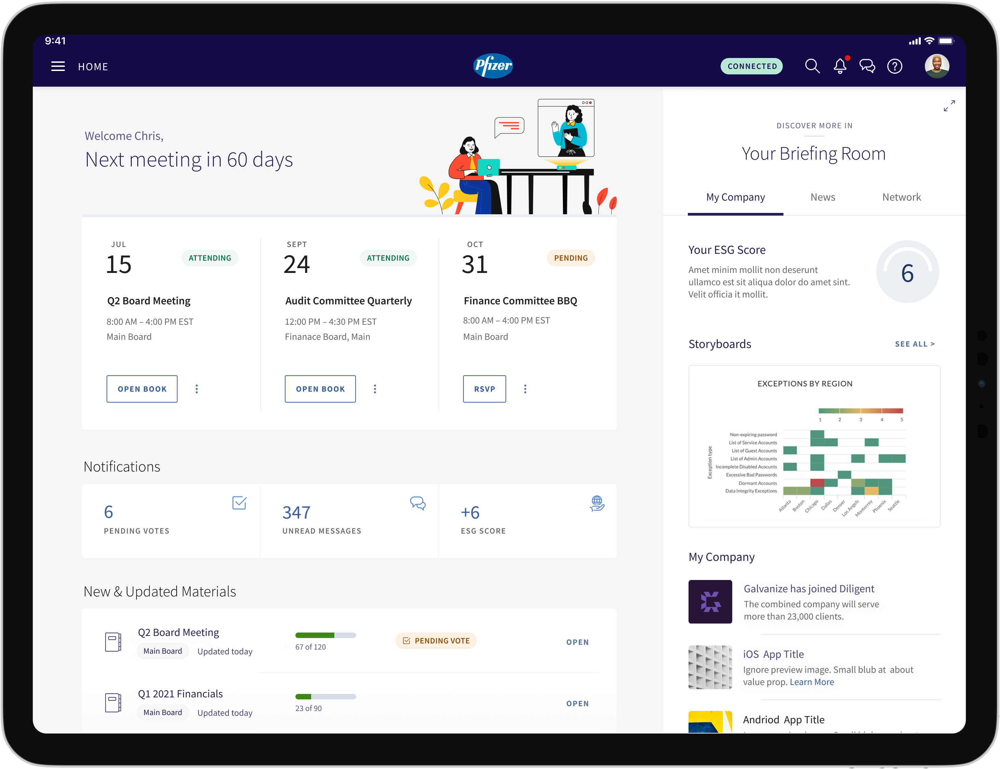 9:41
HOME
Pfizer
CONNECTED
Welcome Chris,
Next meeting in 60 days
JUL
15
ATTENDING
Q2 Board Meeting
8:00 AM – 4:00 PM EST
Main Board
OPEN BOOK
SEPT
24
ATTENDING
Audit Committee Quarterly
12:00 PM – 4:30 PM EST
Finanace Board, Main
OPEN BOOK
OCT
31
PENDING
Finance Committee BBQ
8:00 AM – 4:00 PM EST
Main Board
RSVP
Notifications
6
PENDING VOTES
347
UNREAD MESSAGES
+6
ESG SCORE
New & Updated Materials
Q2 Board Meeting
Main Board Updated today
67 of 120
PENDING VOTE
OPEN
Q1 2021 Financials
Main Board Updated today
23 of 90
OPEN
DISCOVER MORE IN
Your Briefing Room
My Company News Network
Your ESG Score
Amet minim mollit non deserunt
ullamco est sit aliqua dolor do amet sint.
Velit officia it mollit.
6
Storyboards
SEE ALL >
EXCEPTIONS BY REGION
1 2 3 4 5
Exception type
Non-expiring password
List of Service Accounts
List of Guest Accounts
List of Admin Accounts
Incomplete Disabled Acocunts
Excessive Bad Passwords
Dormant Accounts
Data Integrity Exceptions
Atlanta Boston Chicago Dallas Denver Los Angels Monterrey Phoenix Seattle
My Company
Galvanize has joined Diligent
The combined company will serve
more than 23,000 clients.
iOS App Title
Ignore preview image. Small blub at about
value prop. Learn More
Andriod App Title